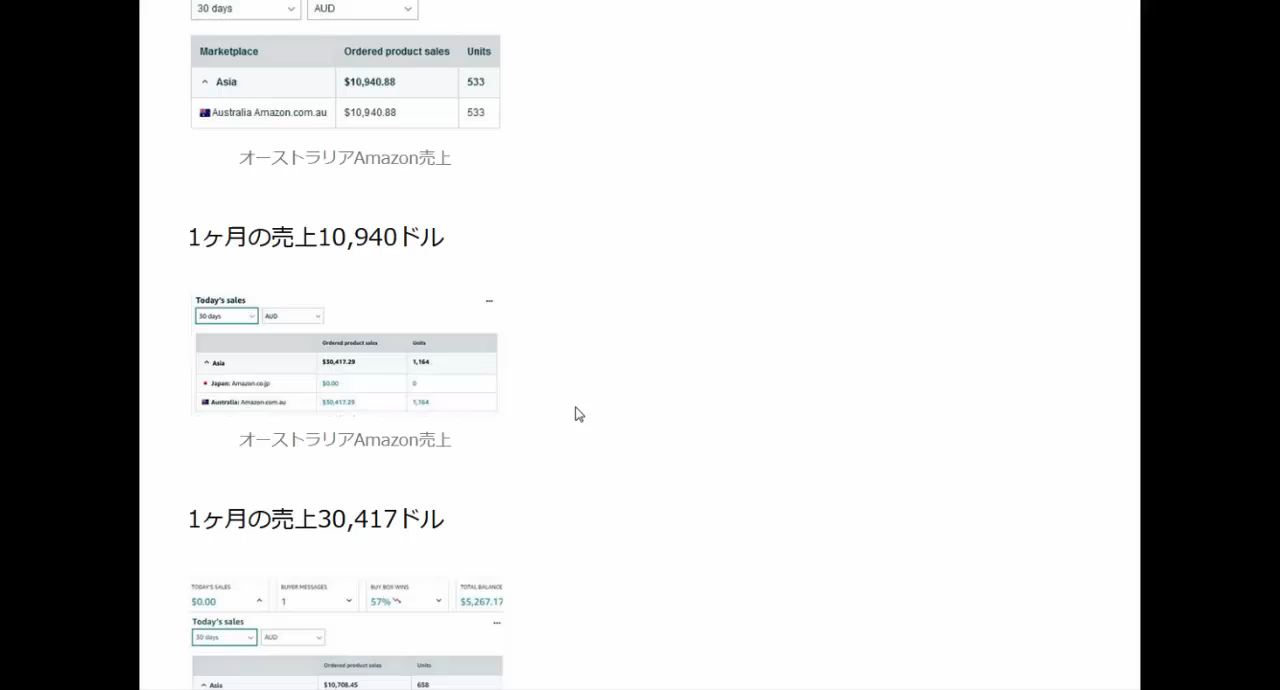 30 days AUD
Marketplace Ordered product sales Units
Asia $10,940.88 533
Australia Amazon.com.au $10,940.88 533
オーストラリアAmazon売上
1ヶ月の売上10,940ドル
Today's sales
30 days AUD
Ordered product sales Units
Asia $30,417.29 1,164
Japan: Amazon.co.jp $0.00 0
Australia: Amazon.com.au $30,417.29 1,164
オーストラリアAmazon売上
1ヶ月の売上30,417ドル
TODAY'S SALES BUYER MESSAGES BUY BOX WINS TOTAL BALANCE
$0.00 1 57% $5,267.17
Today's sales
30 days AUD
Ordered product sales Units
Asia $10,708.45 658